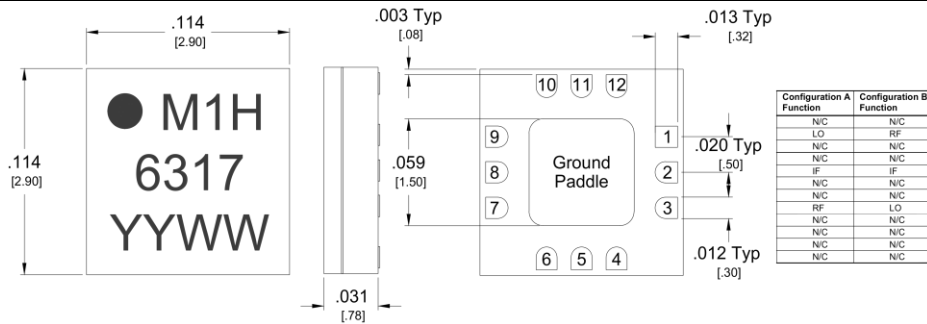 .114
[2.90]
.114
[2.90]
M1H
6317
YYWW
.031
[.78]
.003 Typ
[.08]
.059
[1.50]
10 11 12
9
8
7
Ground
Paddle
1
2
3
6 5 4
.013 Typ
[.32]
.020 Typ
[.50]
.012 Typ
[.30]
Configuration A Function Configuration B Function
N/C N/C
LO RF
N/C N/C
N/C N/C
IF IF
N/C N/C
N/C N/C
RF LO
N/C N/C
N/C N/C
N/C N/C
N/C N/C